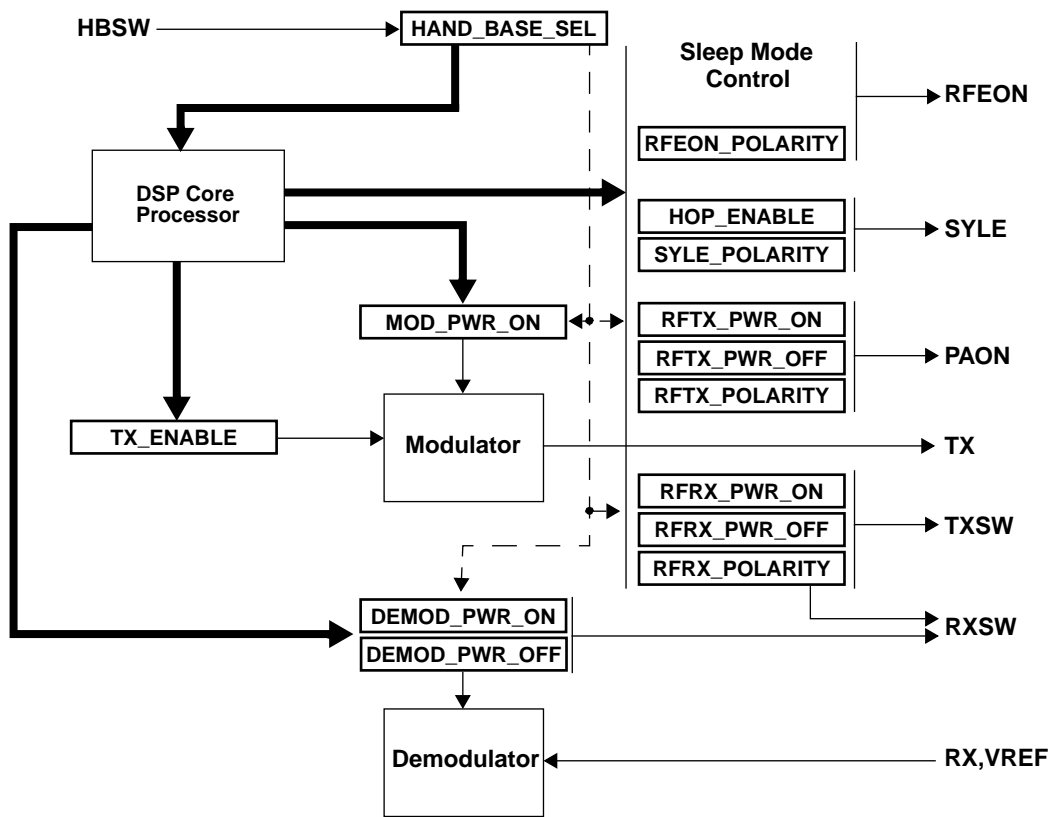 HBSW
HAND_BASE_SEL
Sleep Mode
Control
RFEON
RFEON_POLARITY
DSP Core
Processor
HOP_ENABLE
SYLE_POLARITY
SYLE
MOD_PWR_ON
RFTX_PWR_ON
RFTX_PWR_OFF
RFTX_POLARITY
PAON
TX_ENABLE
Modulator
TX
RFRX_PWR_ON
RFRX_PWR_OFF
RFRX_POLARITY
TXSW
DEMOD_PWR_ON
DEMOD_PWR_OFF
RXSW
Demodulator
RX,VREF